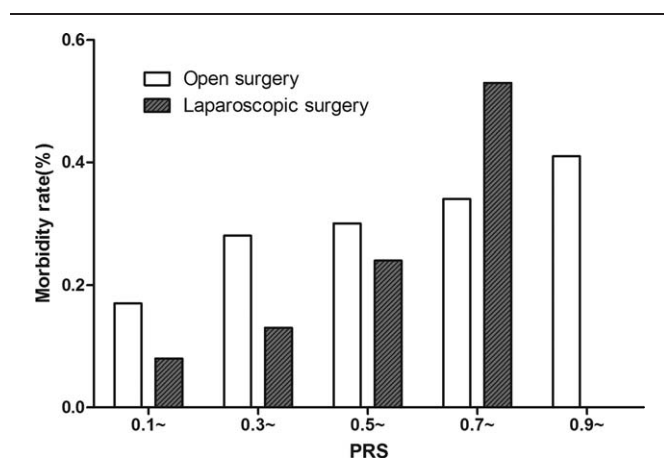 0.6
0.4
0.2
0.0
Morbidity rate(%)
Open surgery
Laparoscopic surgery
0.1~ 0.3~ 0.5~ 0.7~ 0.9~
PRS